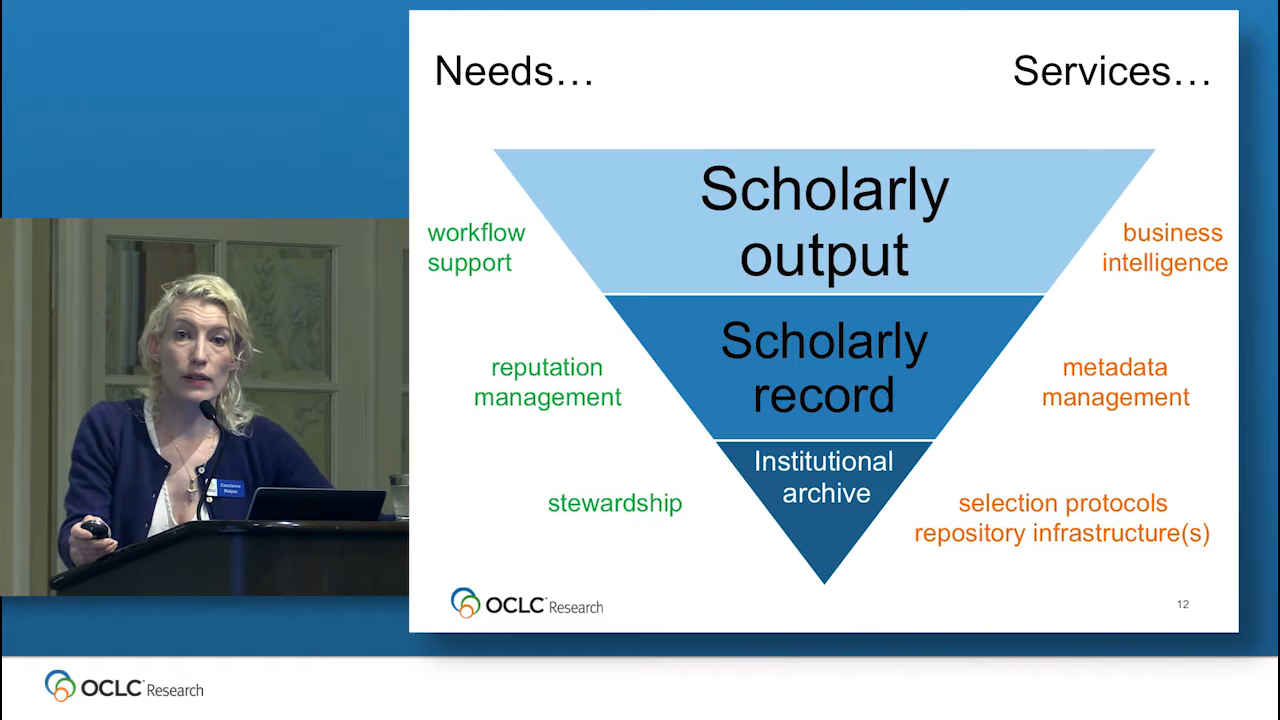 Needs…
Services…
Scholarly
output
workflow
support
business
intelligence
Scholarly
record
reputation
management
metadata
management
Institutional
archive
stewardship
selection protocols
repository infrastructure(s)
OCLC Research
12
Constance
OCLC Research